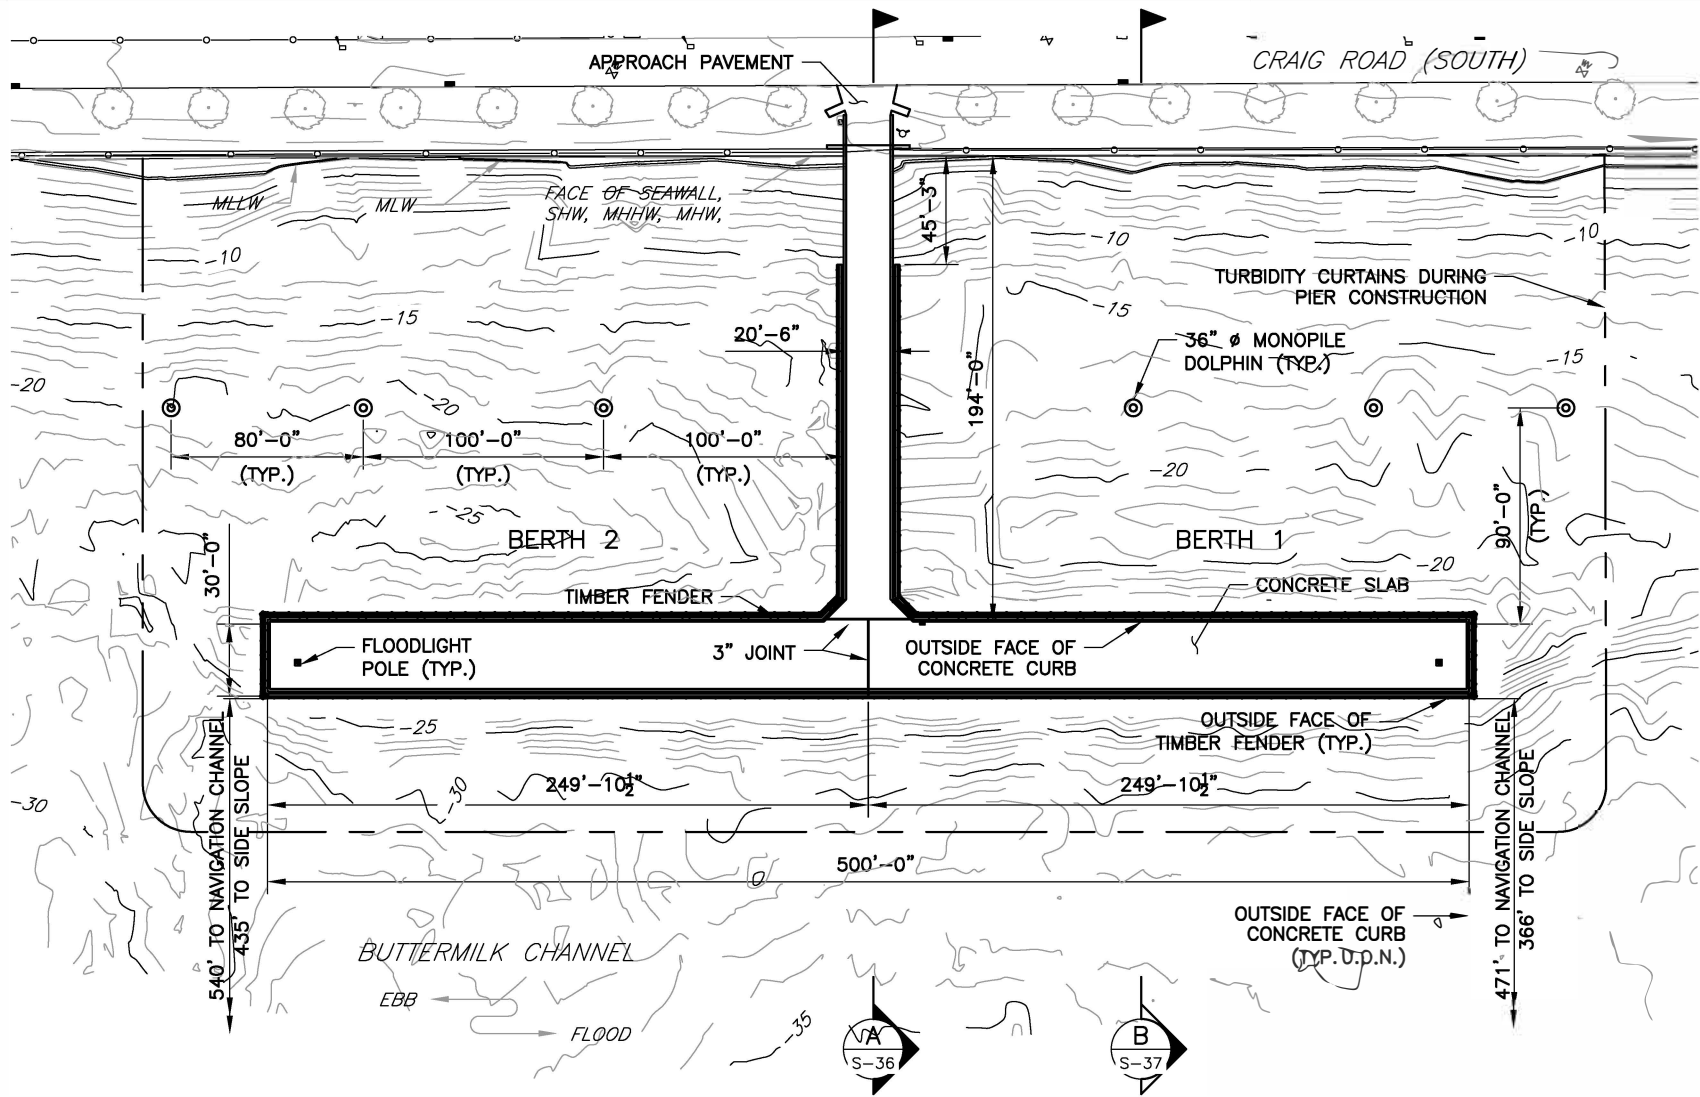 CRAIG ROAD (SOUTH)
APPROACH PAVEMENT
MLLW
MLW
FACE OF SEAWALL,
SHW, MHHW, MHW,
45'-3"
-10
-10
-10
TURBIDITY CURTAINS DURING
PIER CONSTRUCTION
-15
-15
20'-6"
194'-0"
36" ø MONOPILE
DOLPHIN (TYP.)
-15
-20
-20
80'-0"
(TYP.)
100'-0"
(TYP.)
100'-0"
(TYP.)
-20
90'-0"
(TYP.)
-25
BERTH 2
BERTH 1
30'-0"
-20
TIMBER FENDER
CONCRETE SLAB
FLOODLIGHT
POLE (TYP.)
3" JOINT
OUTSIDE FACE OF
CONCRETE CURB
-25
OUTSIDE FACE OF
TIMBER FENDER (TYP.)
540' TO NAVIGATION CHANNEL
435' TO SIDE SLOPE
471' TO NAVIGATION CHANNEL
366' TO SIDE SLOPE
-30
-30
249'-10½"
249'-10½"
500'-0"
OUTSIDE FACE OF
CONCRETE CURB
(TYP.U.O.N.)
BUTTERMILK CHANNEL
EBB
FLOOD
-35
A
S-36
B
S-37